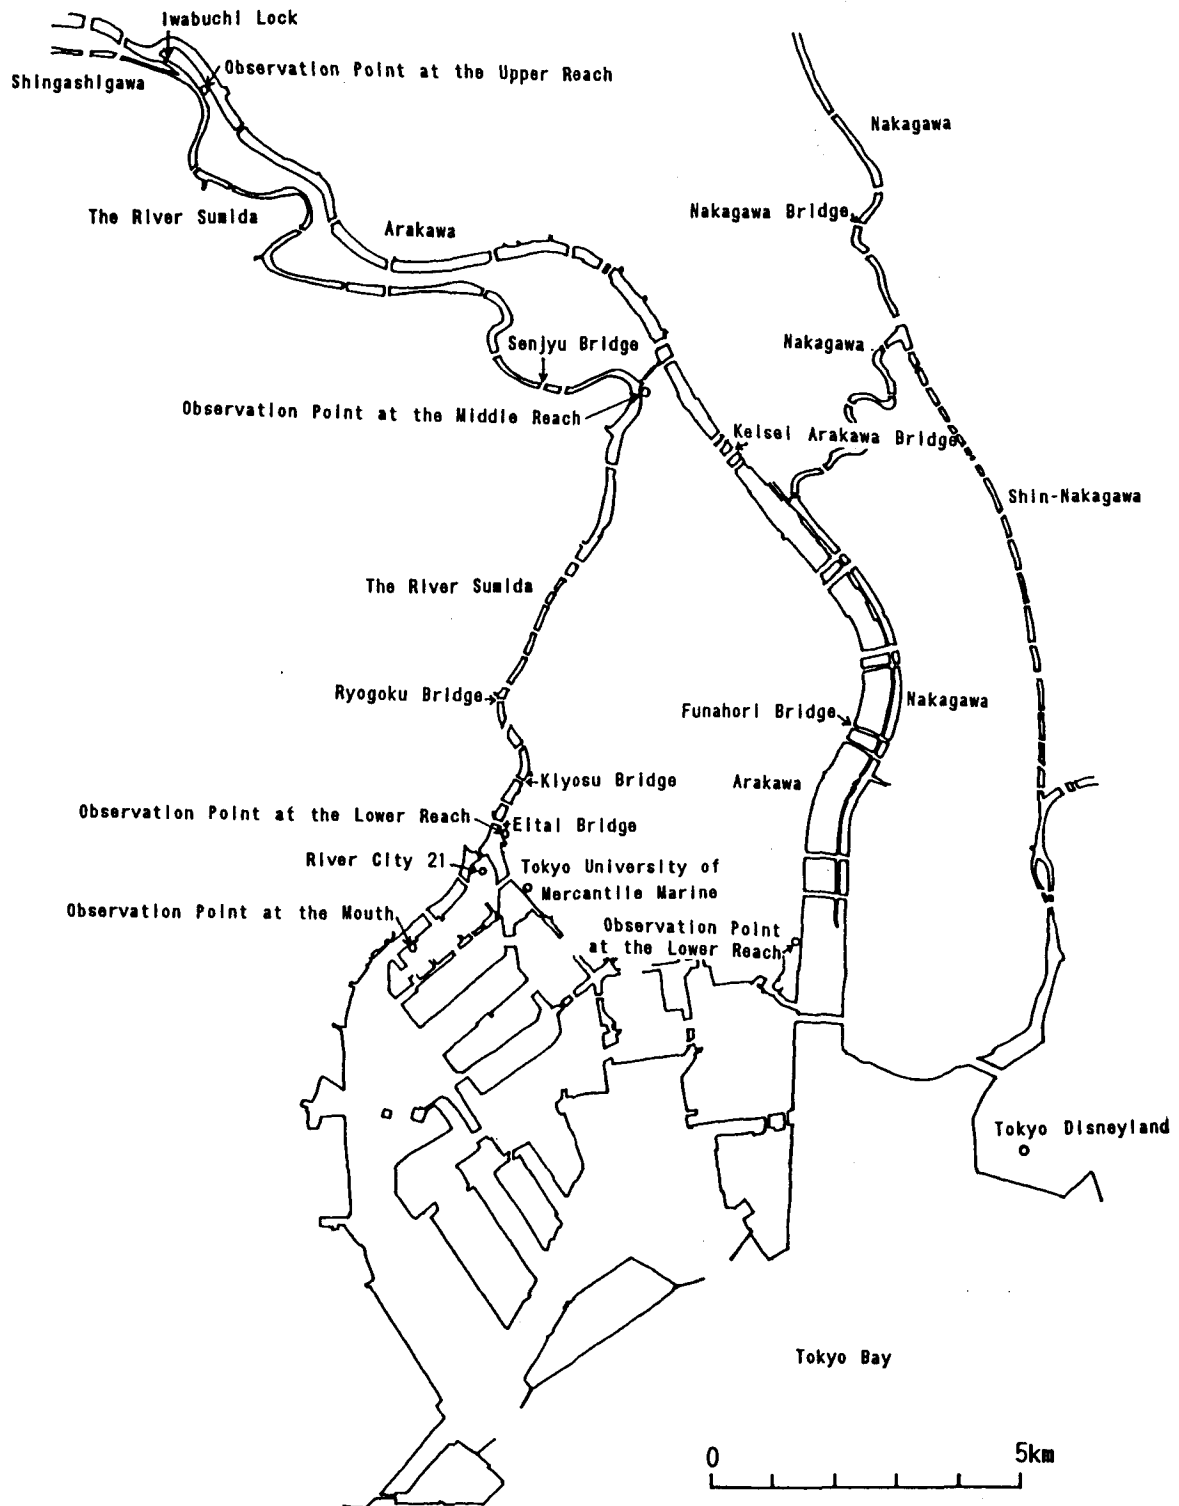 Iwabuchi Lock
Observation Point at the Upper Reach
Shingashigawa
Nakagawa
Nakagawa Bridge
The River Sumida
Arakawa
Senjyu Bridge
Nakagawa
Observation Point at the Middle Reach
Keisei Arakawa Bridge
Shin-Nakagawa
The River Sumida
Ryogoku Bridge
Funahori Bridge
Nakagawa
Kiyosu Bridge
Arakawa
Observation Point at the Lower Reach
Eitai Bridge
River City 21
Tokyo University of
Mercantile Marine
Observation Point at the Mouth
Observation Point
at the Lower Reach
Tokyo Disneyland
Tokyo Bay
0
5km